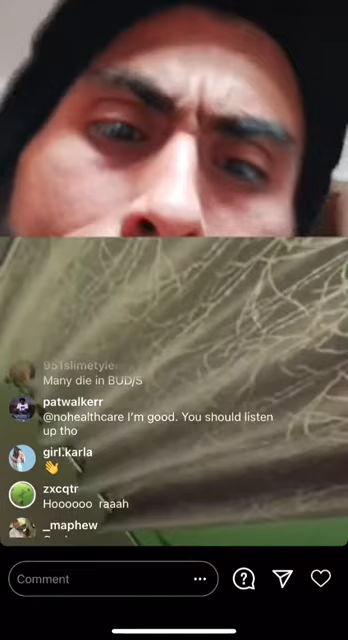 951slimetyler
Many die in BUD/S
patwalkerr
@nohealthcare I'm good. You should listen
up tho
girl.karla
👋
zxcqtr
Hoooooo raaah
_maphew
Comment